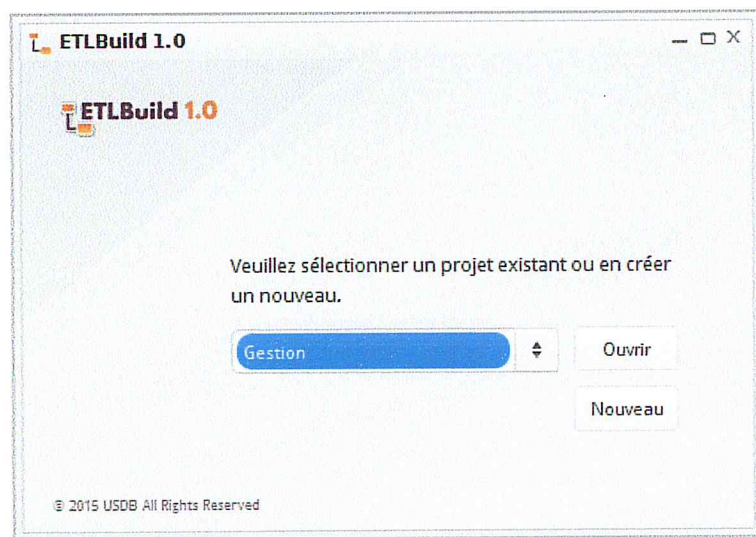 ETLBuild 1.0
ETLBuild 1.0
Veuillez sélectionner un projet existant ou en créer
un nouveau.
Gestion
Ouvrir
Nouveau
© 2015 USDB All Rights Reserved